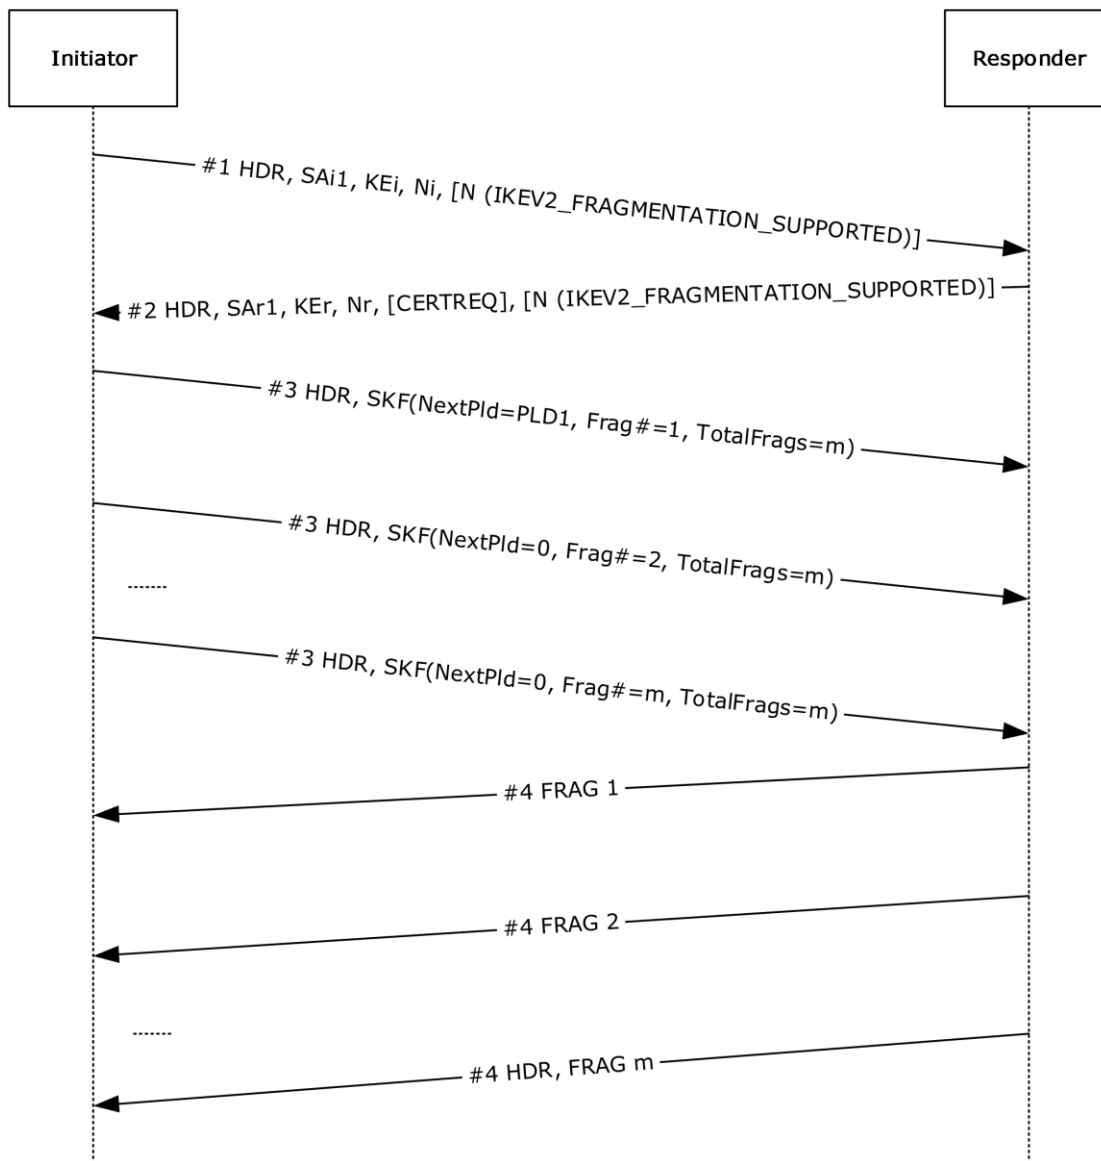 Initiator
Responder
#1 HDR, SAi1, KEi, Ni, [N (IKEV2_FRAGMENTATION_SUPPORTED)]
#2 HDR, SAr1, KEr, Nr, [CERTREQ], [N (IKEV2_FRAGMENTATION_SUPPORTED)]
#3 HDR, SKF(NextPld=PLD1, Frag#=1, TotalFrags=m)
#3 HDR, SKF(NextPld=0, Frag#=2, TotalFrags=m)
.......
#3 HDR, SKF(NextPld=0, Frag#=m, TotalFrags=m)
#4 FRAG 1
#4 FRAG 2
.......
#4 HDR, FRAG m